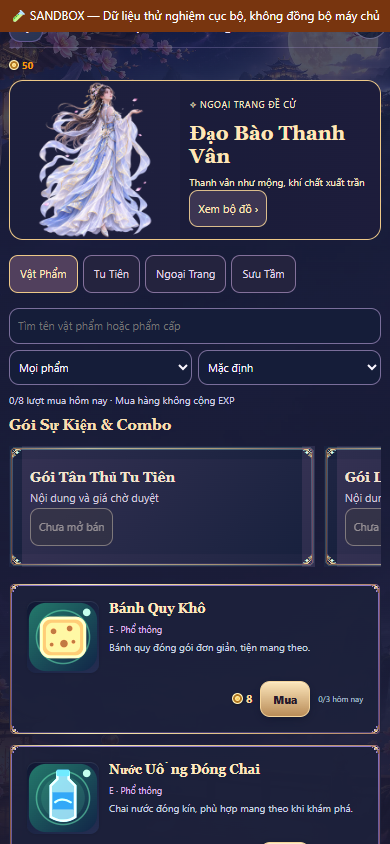 SANDBOX — Dữ liệu thử nghiệm cục bộ, không đồng bộ máy chủ
50
✧ NGOẠI TRANG ĐỀ CỬ
Đạo Bào Thanh
Vân
Thanh vân như mộng, khí chất xuất trần
Xem bộ đồ ›
Vật Phẩm
Tu Tiên
Ngoại Trang
Sưu Tầm
Tìm tên vật phẩm hoặc phẩm cấp
Mọi phẩm
Mặc định
0/8 lượt mua hôm nay · Mua hàng không cộng EXP
Gói Sự Kiện & Combo
Gói Tân Thủ Tu Tiên
Nội dung và giá chờ duyệt
Chưa mở bán
Gói L
Nội dur
Chưa
Bánh Quy Khô
E · Phổ thông
Bánh quy đóng gói đơn giản, tiện mang theo.
8
Mua
0/3 hôm nay
Nước Uống Đóng Chai
E · Phổ thông
Chai nước đóng kín, phù hợp mang theo khi khám phá.